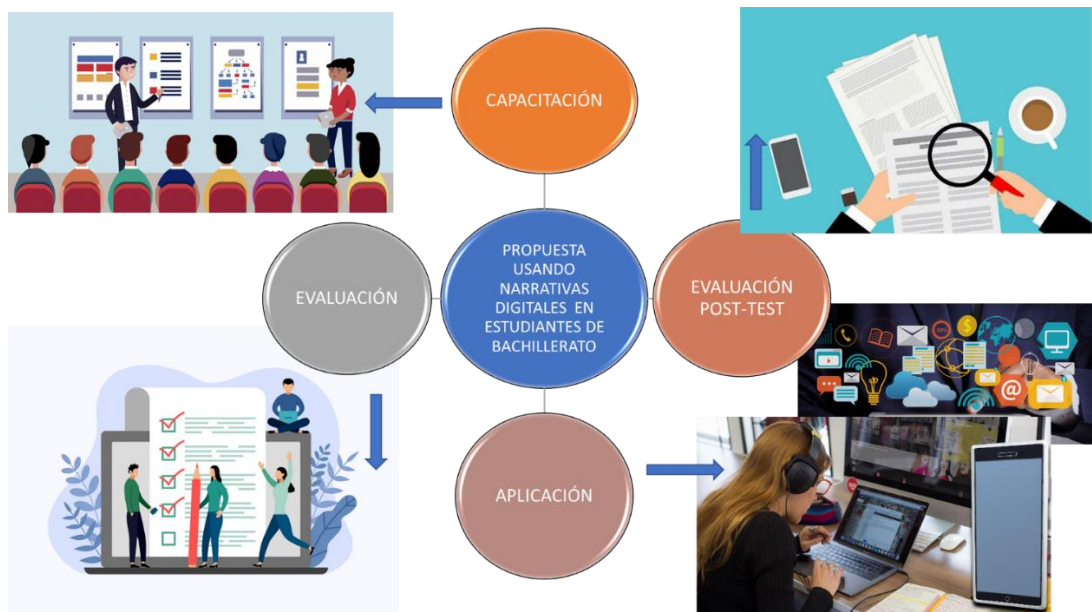 CAPACITACIÓN
PROPUESTA
USANDO
NARRATIVAS
DIGITALES EN
ESTUDIANTES DE
BACHILLERATO
EVALUACIÓN
EVALUACIÓN
POST-TEST
APLICACIÓN